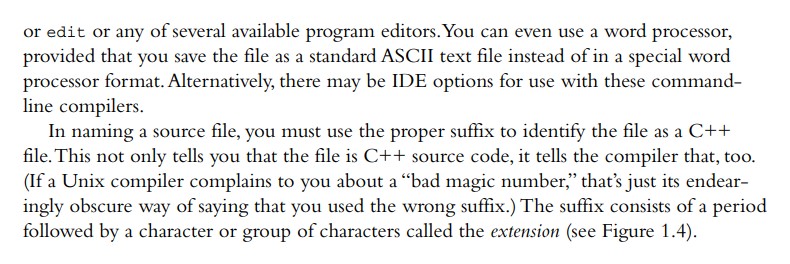 or edit or any of several available program editors. You can even use a word processor,
provided that you save the file as a standard ASCII text file instead of in a special word
processor format. Alternatively, there may be IDE options for use with these command-
line compilers.
In naming a source file, you must use the proper suffix to identify the file as a C++
file. This not only tells you that the file is C++ source code, it tells the compiler that, too.
(If a Unix compiler complains to you about a “bad magic number,” that’s just its endear-
ingly obscure way of saying that you used the wrong suffix.) The suffix consists of a period
followed by a character or group of characters called the extension (see Figure 1.4).